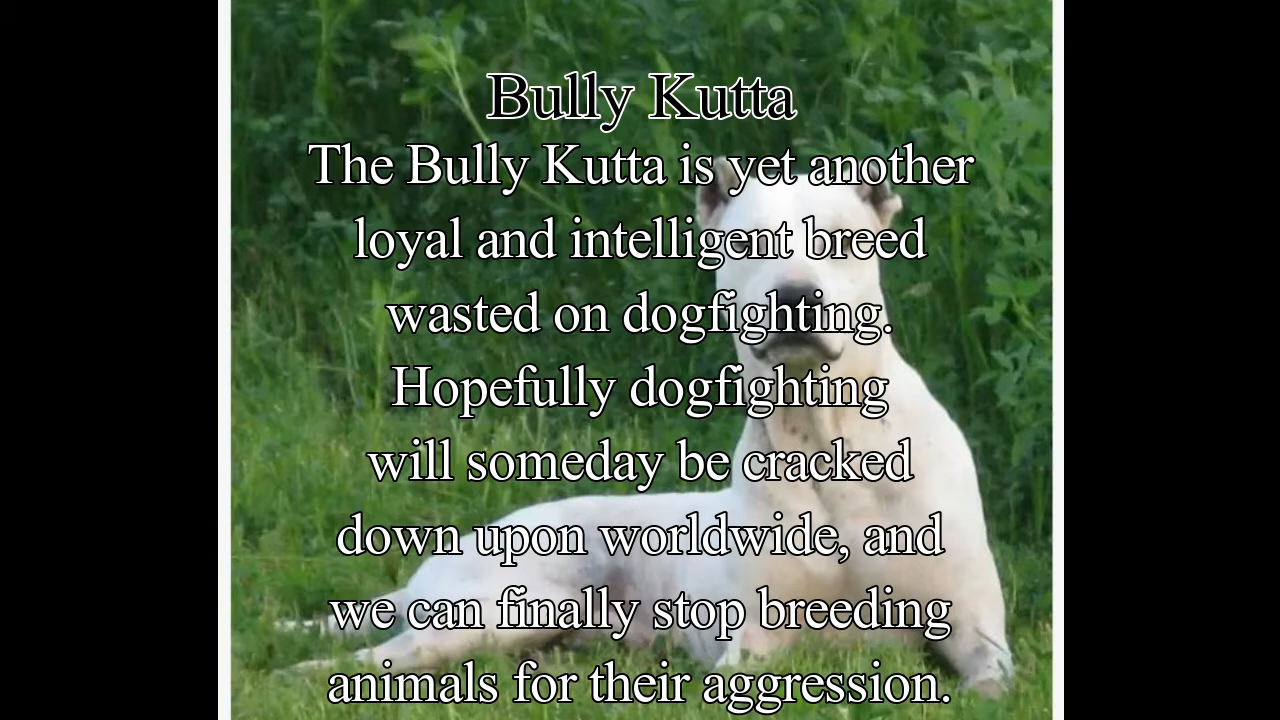 Bully Kutta
The Bully Kutta is yet another
loyal and intelligent breed
wasted on dogfighting.
Hopefully dogfighting
will someday be cracked
down upon worldwide, and
we can finally stop breeding
animals for their aggression.